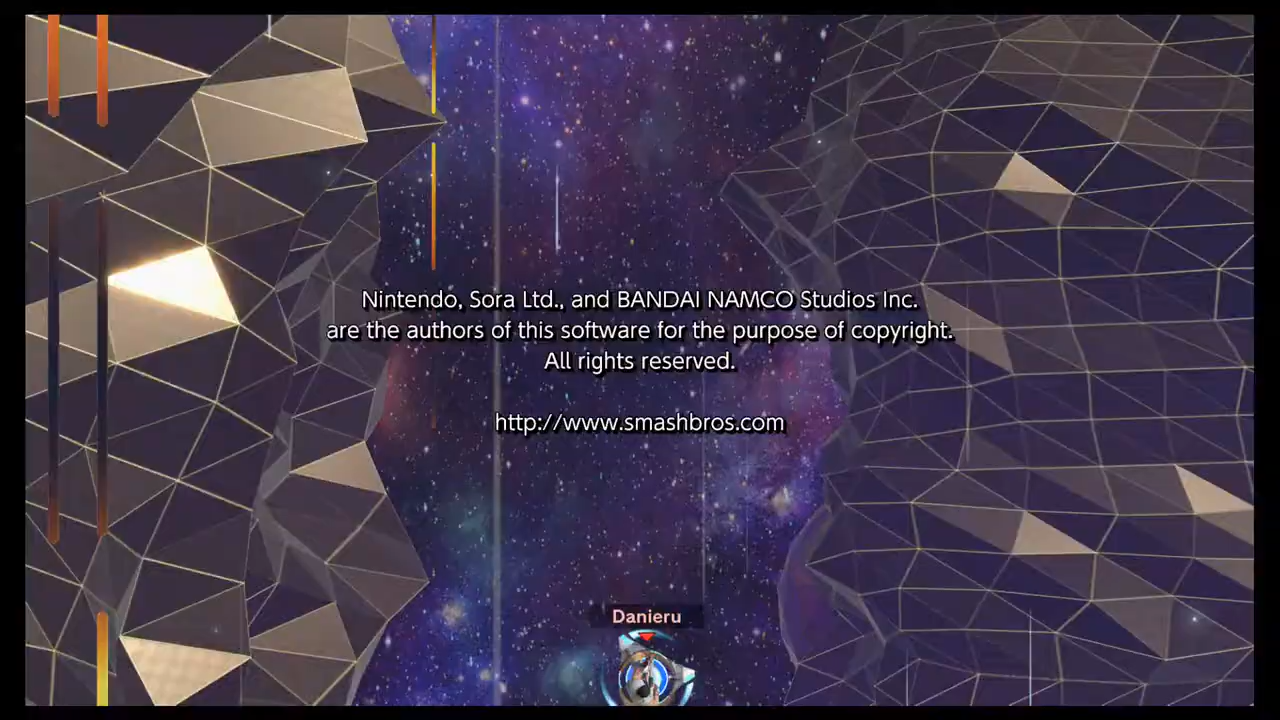 Nintendo, Sora Ltd., and BANDAI NAMCO Studios Inc.
are the authors of this software for the purpose of copyright.
All rights reserved.
http://www.smashbros.com
Danieru